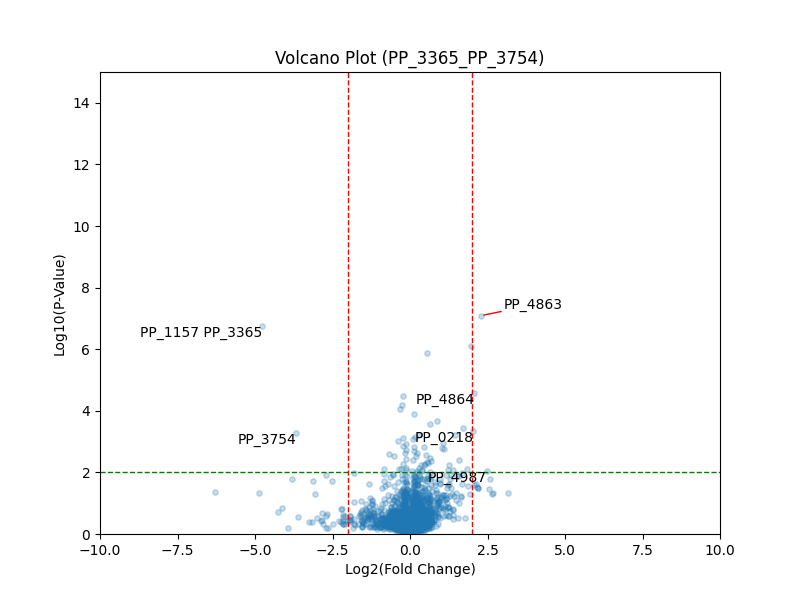 Volcano Plot (PP_3365_PP_3754)
14
12
10
8
6
4
2
0
Log10(P-Value)
PP_4863
PP_1157 PP_3365
PP_4864
PP_3754
PP_0218
PP_4987
−10.0 −7.5 −5.0 −2.5 0.0 2.5 5.0 7.5 10.0
Log2(Fold Change)